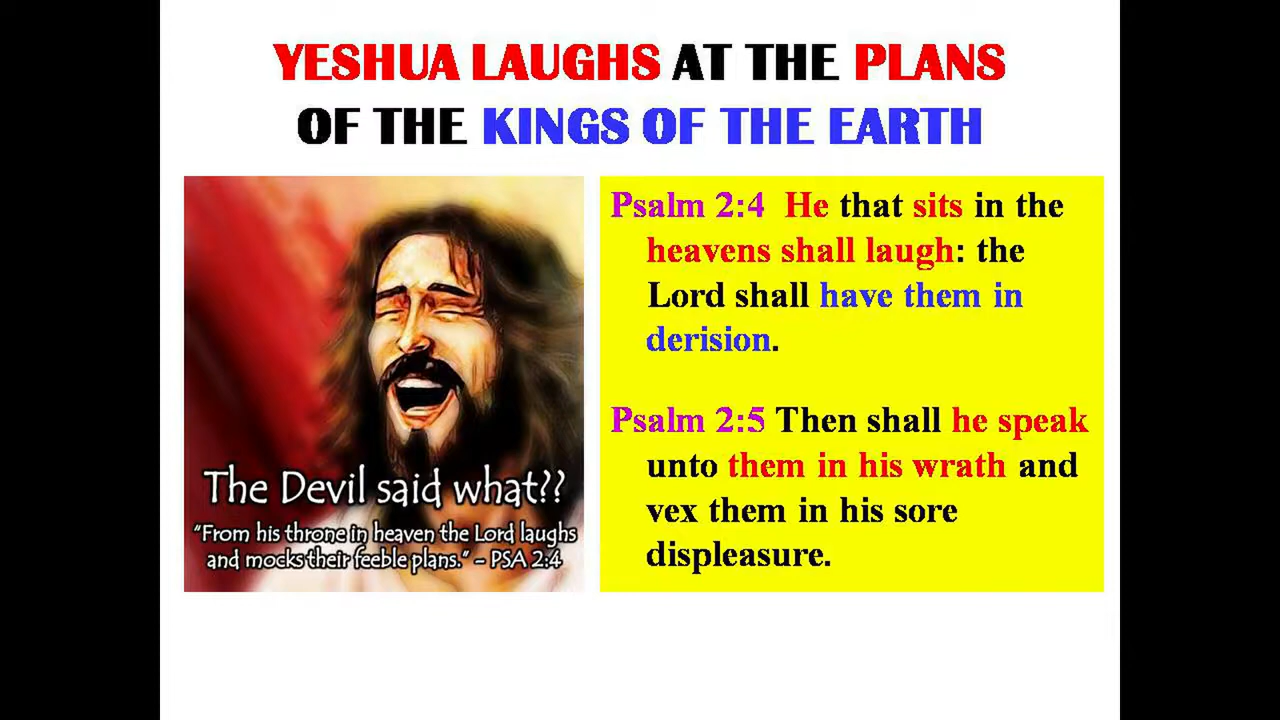 YESHUA LAUGHS AT THE PLANS
OF THE KINGS OF THE EARTH
The Devil said what??
"From his throne in heaven the Lord laughs
and mocks their feeble plans." - PSA 2:4
Psalm 2:4 He that sits in the
heavens shall laugh: the
Lord shall have them in
derision.
Psalm 2:5 Then shall he speak
unto them in his wrath and
vex them in his sore
displeasure.